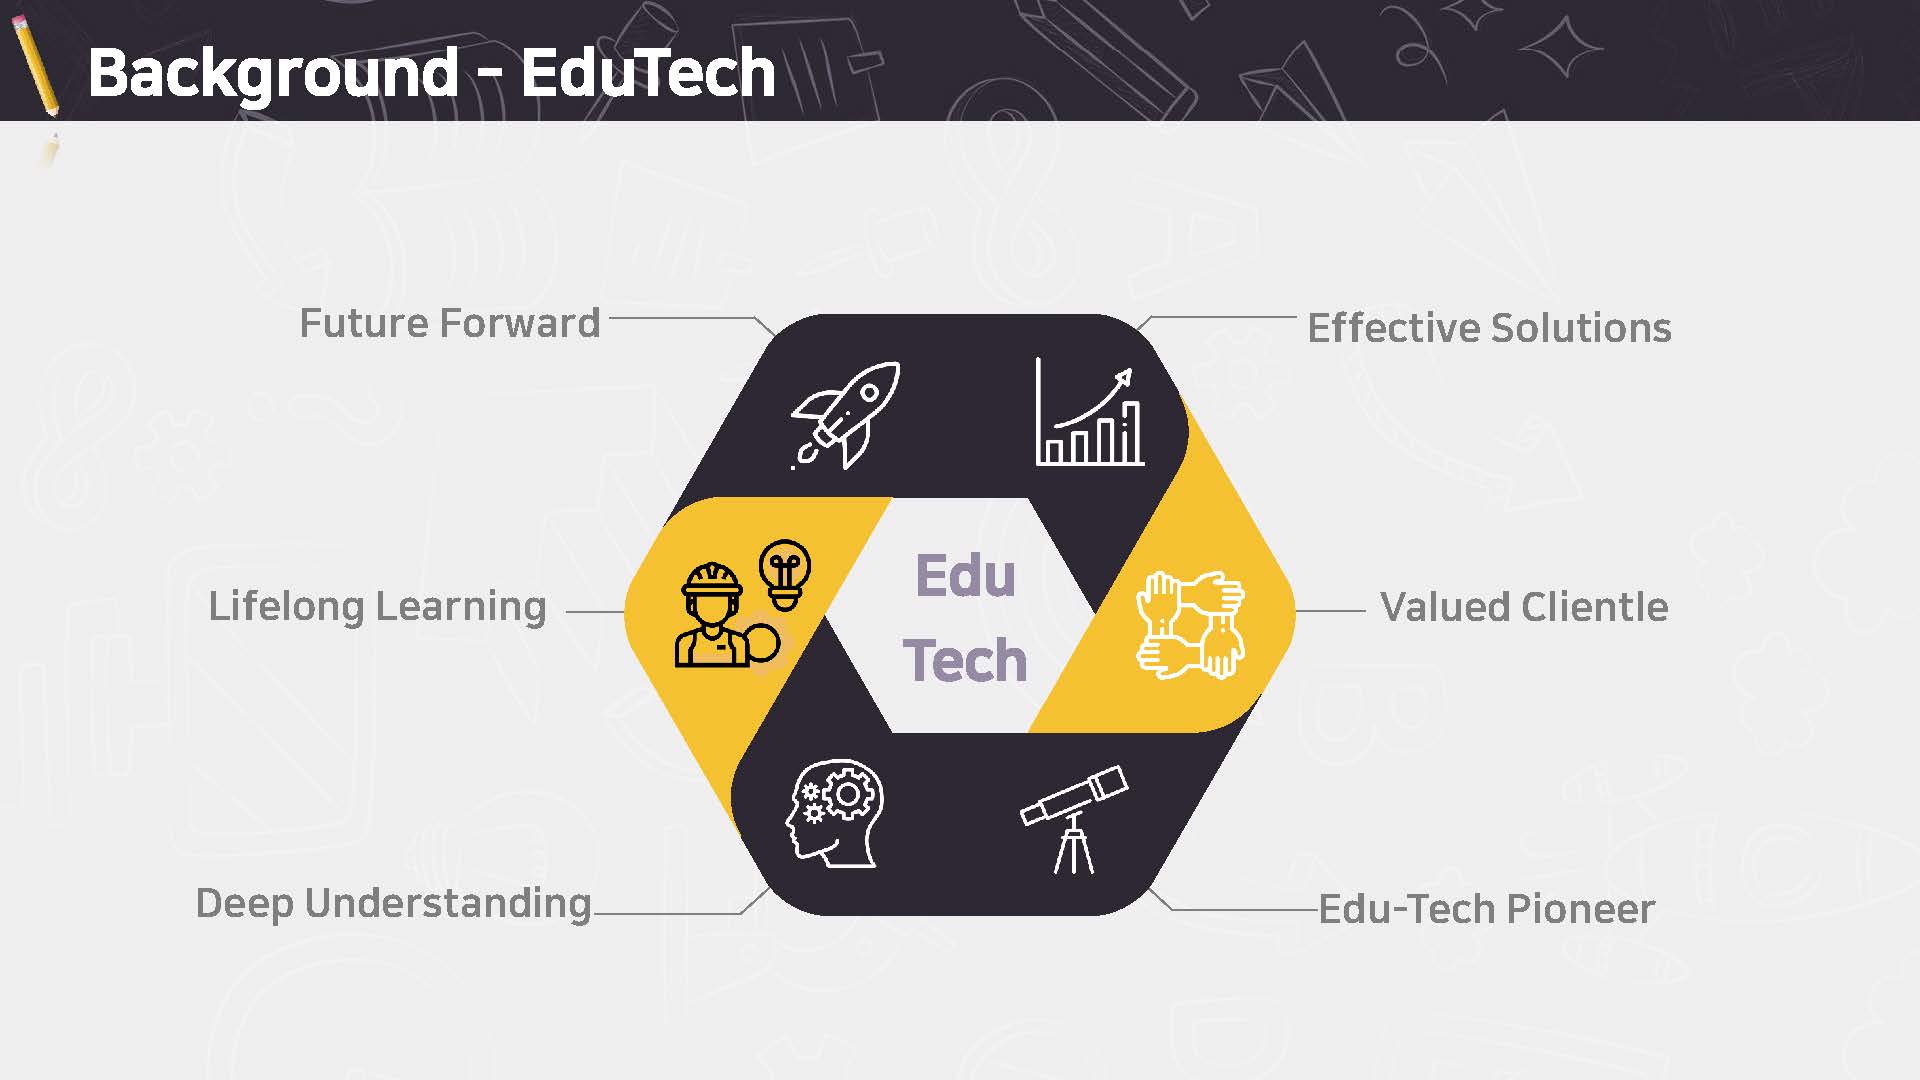 Background - EduTech
Future Forward
Effective Solutions
Edu
Tech
Lifelong Learning
Valued Clientle
Deep Understanding
Edu-Tech Pioneer